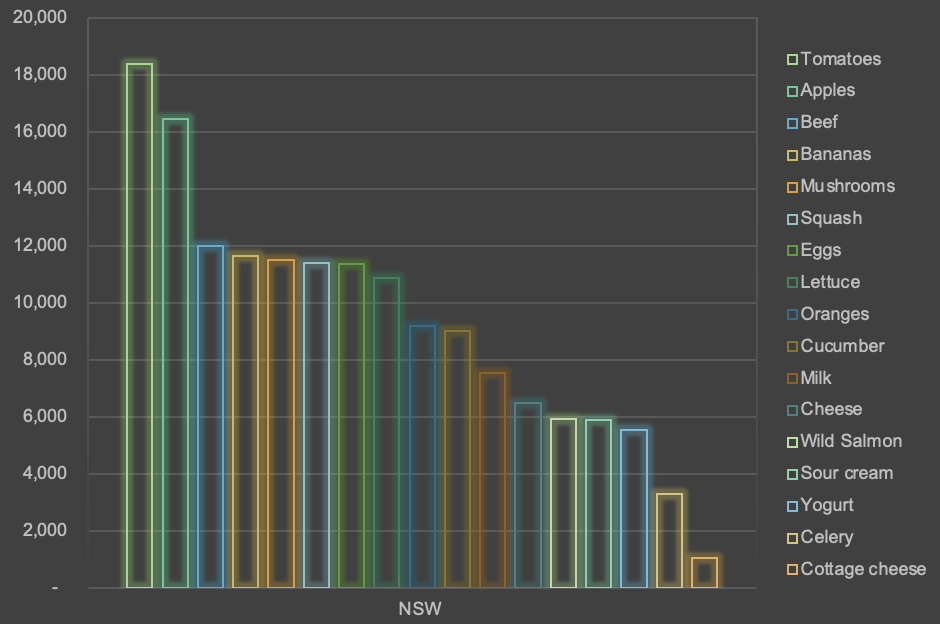 20,000
18,000
16,000
14,000
12,000
10,000
8,000
6,000
4,000
2,000
-
NSW
Tomatoes
Apples
Beef
Bananas
Mushrooms
Squash
Eggs
Lettuce
Oranges
Cucumber
Milk
Cheese
Wild Salmon
Sour cream
Yogurt
Celery
Cottage cheese